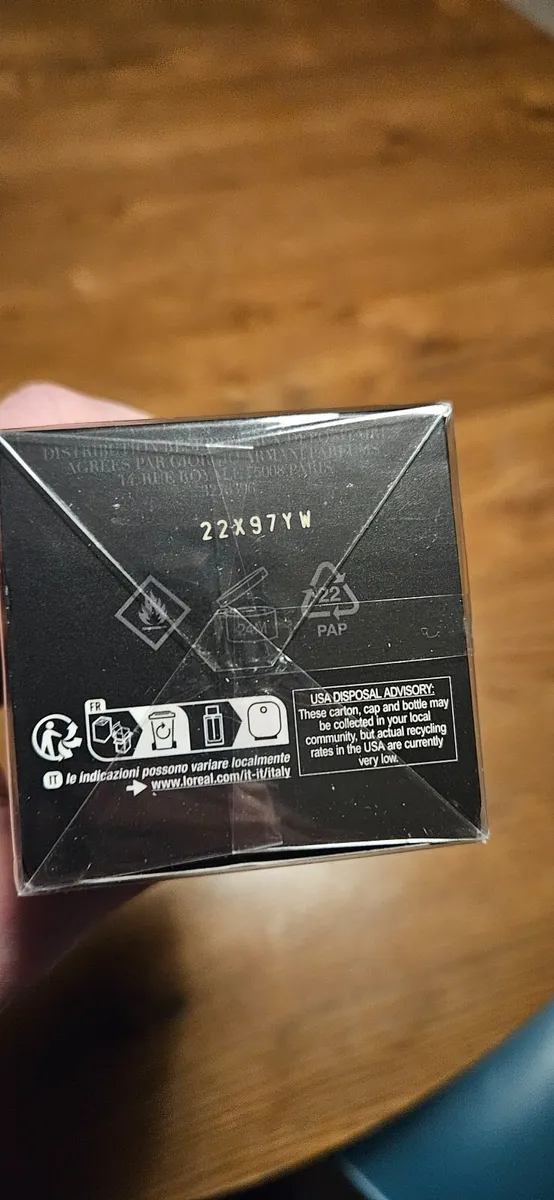 DISTRIBUTION
AGRÉES PAR GIORGIO ARMANI PARFUMS
14 RUE ROYALE 75008 PARIS
22X97YW
24M
22
PAP
FR
USA DISPOSAL ADVISORY:
These carton, cap and bottle may
be collected in your local
community, but actual recycling
rates in the USA are currently
very low.
IT le indicazioni possono variare localmente
www.loreal.com/it-it/italy